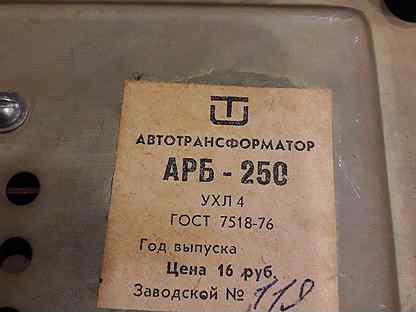 АВТОТРАНСФОРМАТОР
АРБ - 250
УХЛ 4
ГОСТ 7518-76
Год выпуска
Цена 16 руб.
Заводской №